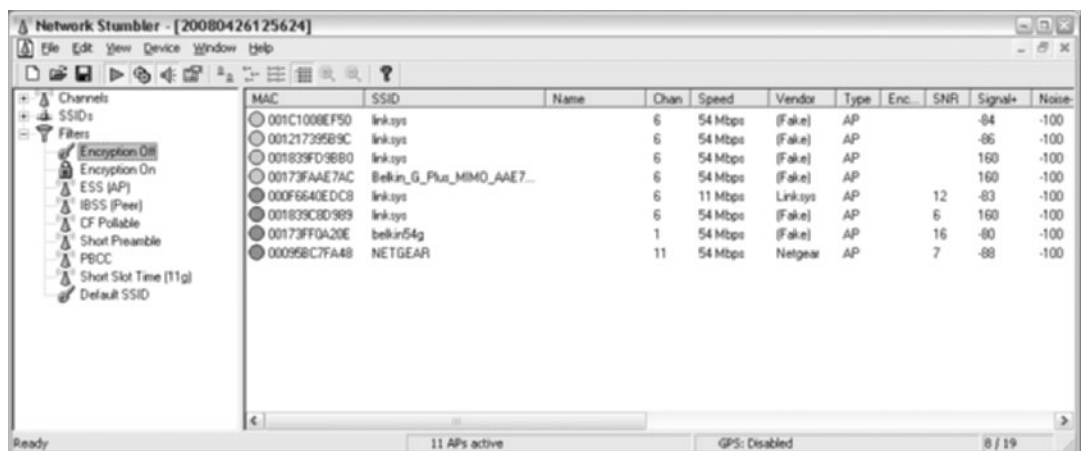 Network Stumbler - [20080426125624]
File Edit View Device Window Help
Channels
SSIDs
Filters
Encryption Off
Encryption On
ESS (AP)
IBSS (Peer)
CF Pollable
Short Preamble
PBCC
Short Slot Time (11g)
Default SSID
MAC SSID Name Chan Speed Vendor Type Enc... SNR Signal+ Noise-
001C1008EF50 linksys 6 54 Mbps (Fake) AP -84 -100
001217395B9C linksys 6 54 Mbps (Fake) AP -86 -100
001839FD9BB0 linksys 6 54 Mbps (Fake) AP 160 -100
00173FAAE7AC Belkin_G_Plus_MIMO_AAE7... 6 54 Mbps (Fake) AP 160 -100
000F6640EDC8 linksys 6 11 Mbps Linksys AP 12 -83 -100
001839C8D989 linksys 6 54 Mbps (Fake) AP 6 160 -100
00173FF0A20E belkin54g 1 54 Mbps (Fake) AP 16 -80 -100
00095BC7FA48 NETGEAR 11 54 Mbps Netgear AP 7 -88 -100
Ready 11 APs active GPS: Disabled 8 / 19